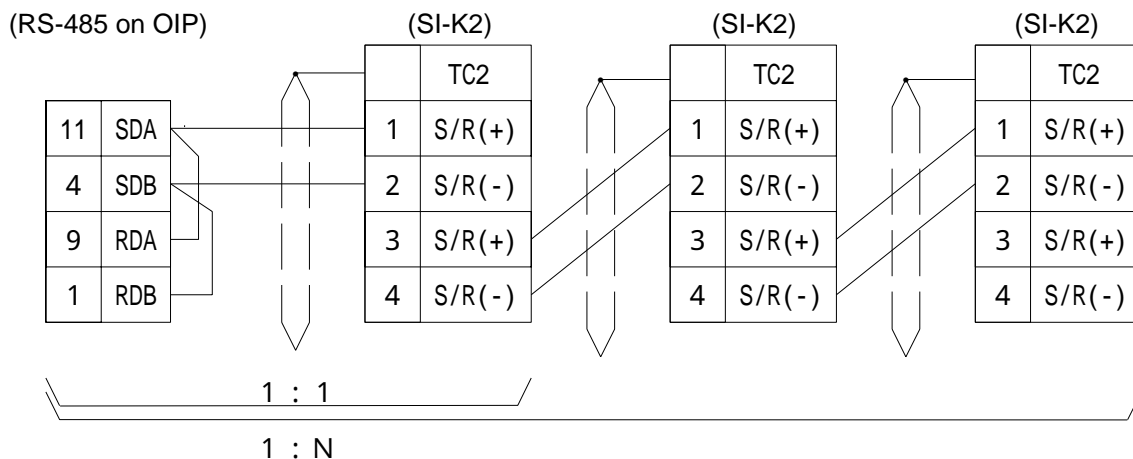 (RS-485 on OIP) (SI-K2) (SI-K2) (SI-K2)
TC2 TC2 TC2
11 SDA 1 S/R(+) 1 S/R(+) 1 S/R(+)
4 SDB 2 S/R(-) 2 S/R(-) 2 S/R(-)
9 RDA 3 S/R(+) 3 S/R(+) 3 S/R(+)
1 RDB 4 S/R(-) 4 S/R(-) 4 S/R(-)
1 : 1
1 : N